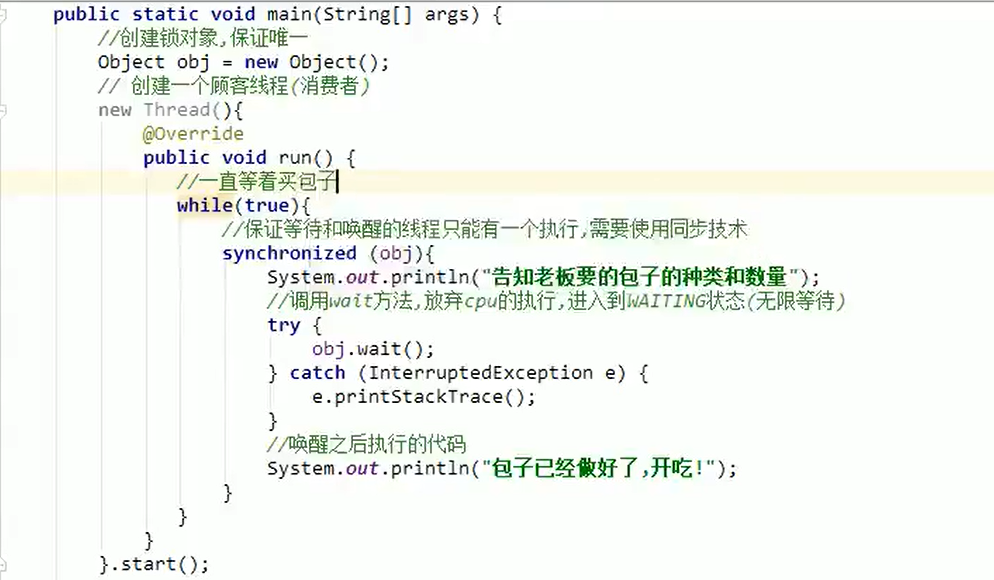 public static void main(String[] args) {
//创建锁对象,保证唯一
Object obj = new Object();
// 创建一个顾客线程(消费者)
new Thread(){
@Override
public void run() {
//一直等着买包子
while(true){
//保证等待和唤醒的线程只能有一个执行,需要使用同步技术
synchronized (obj){
System.out.println("告知老板要的包子的种类和数量");
//调用wait方法,放弃cpu的执行,进入到WAITING状态(无限等待)
try {
obj.wait();
} catch (InterruptedException e) {
e.printStackTrace();
}
//唤醒之后执行的代码
System.out.println("包子已经做好了,开吃!");
}
}
}
}.start();